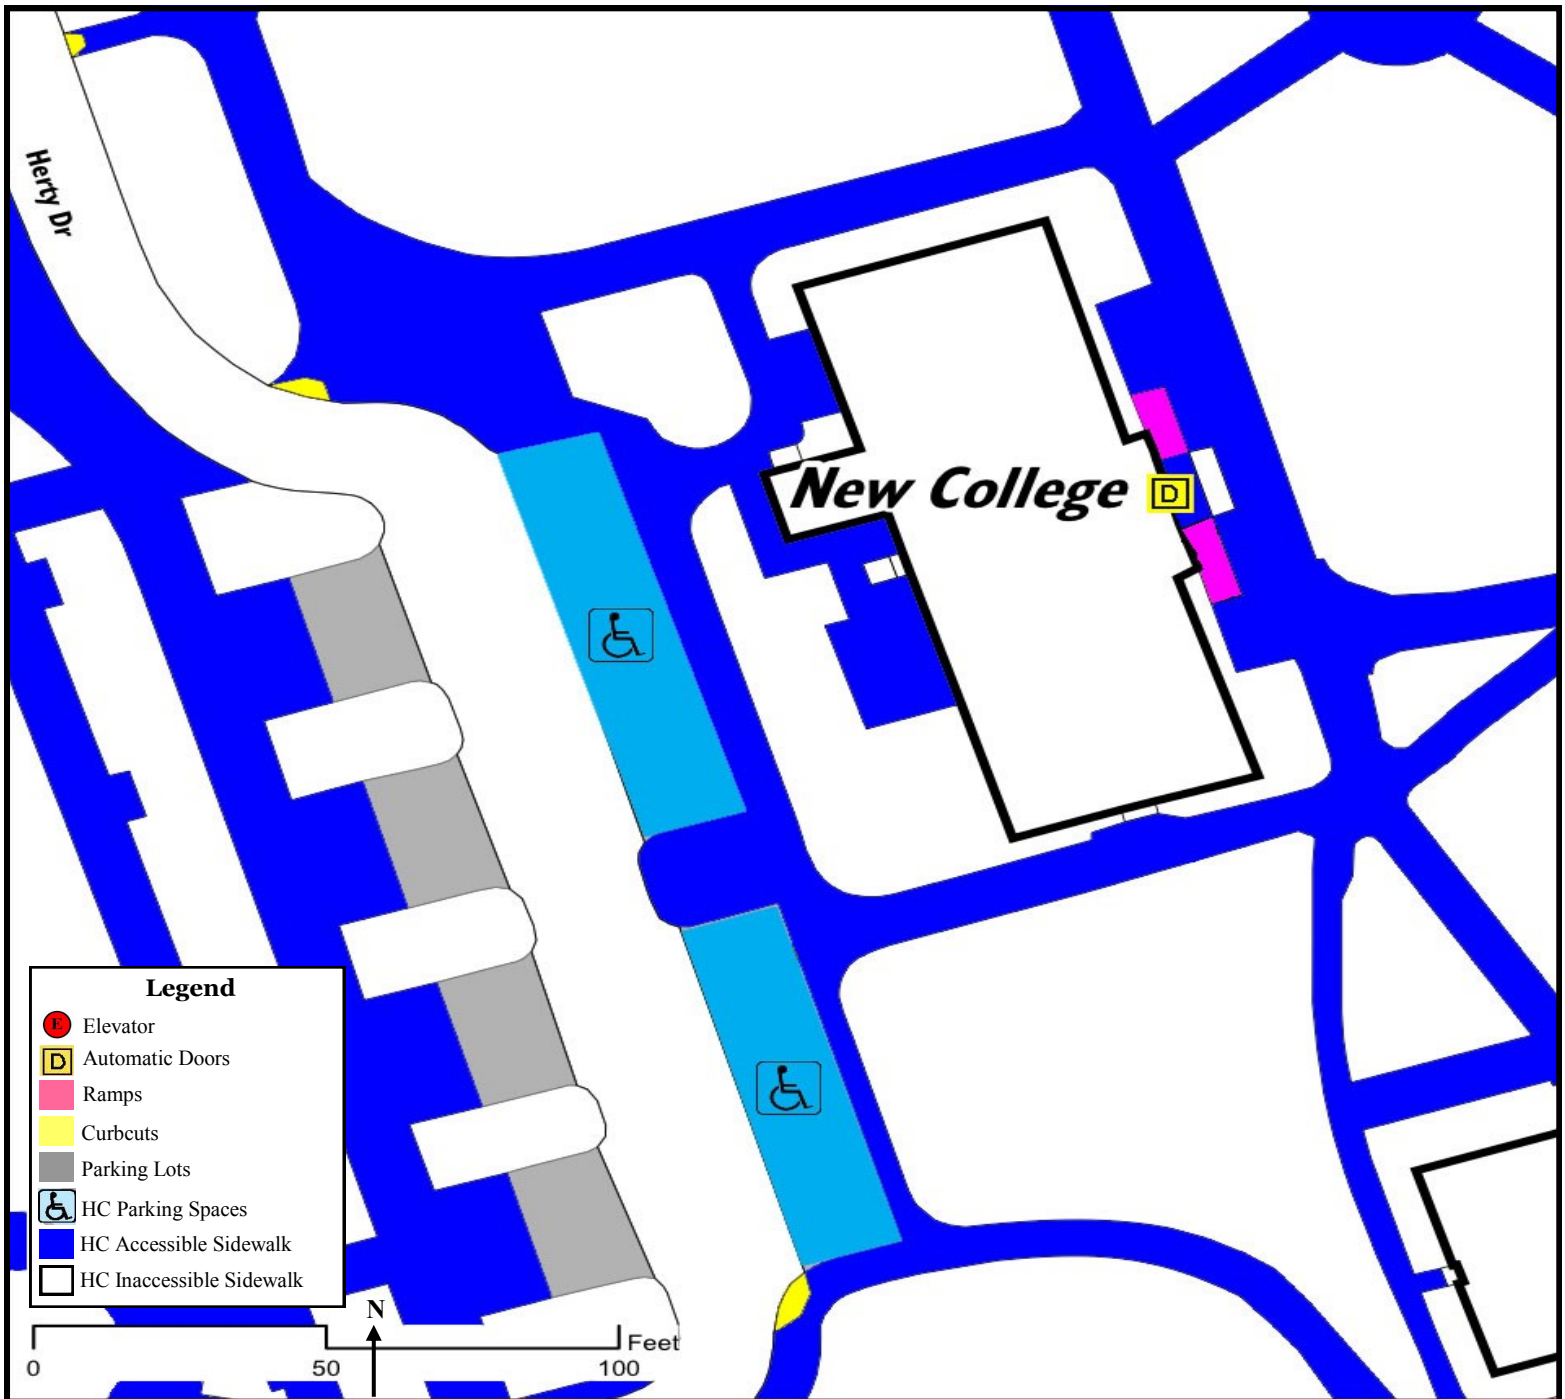 Herty Dr
New College
D
Legend
E Elevator
D Automatic Doors
Ramps
Curbcuts
Parking Lots
HC Parking Spaces
HC Accessible Sidewalk
HC Inaccessible Sidewalk
N
Feet
0 50 100